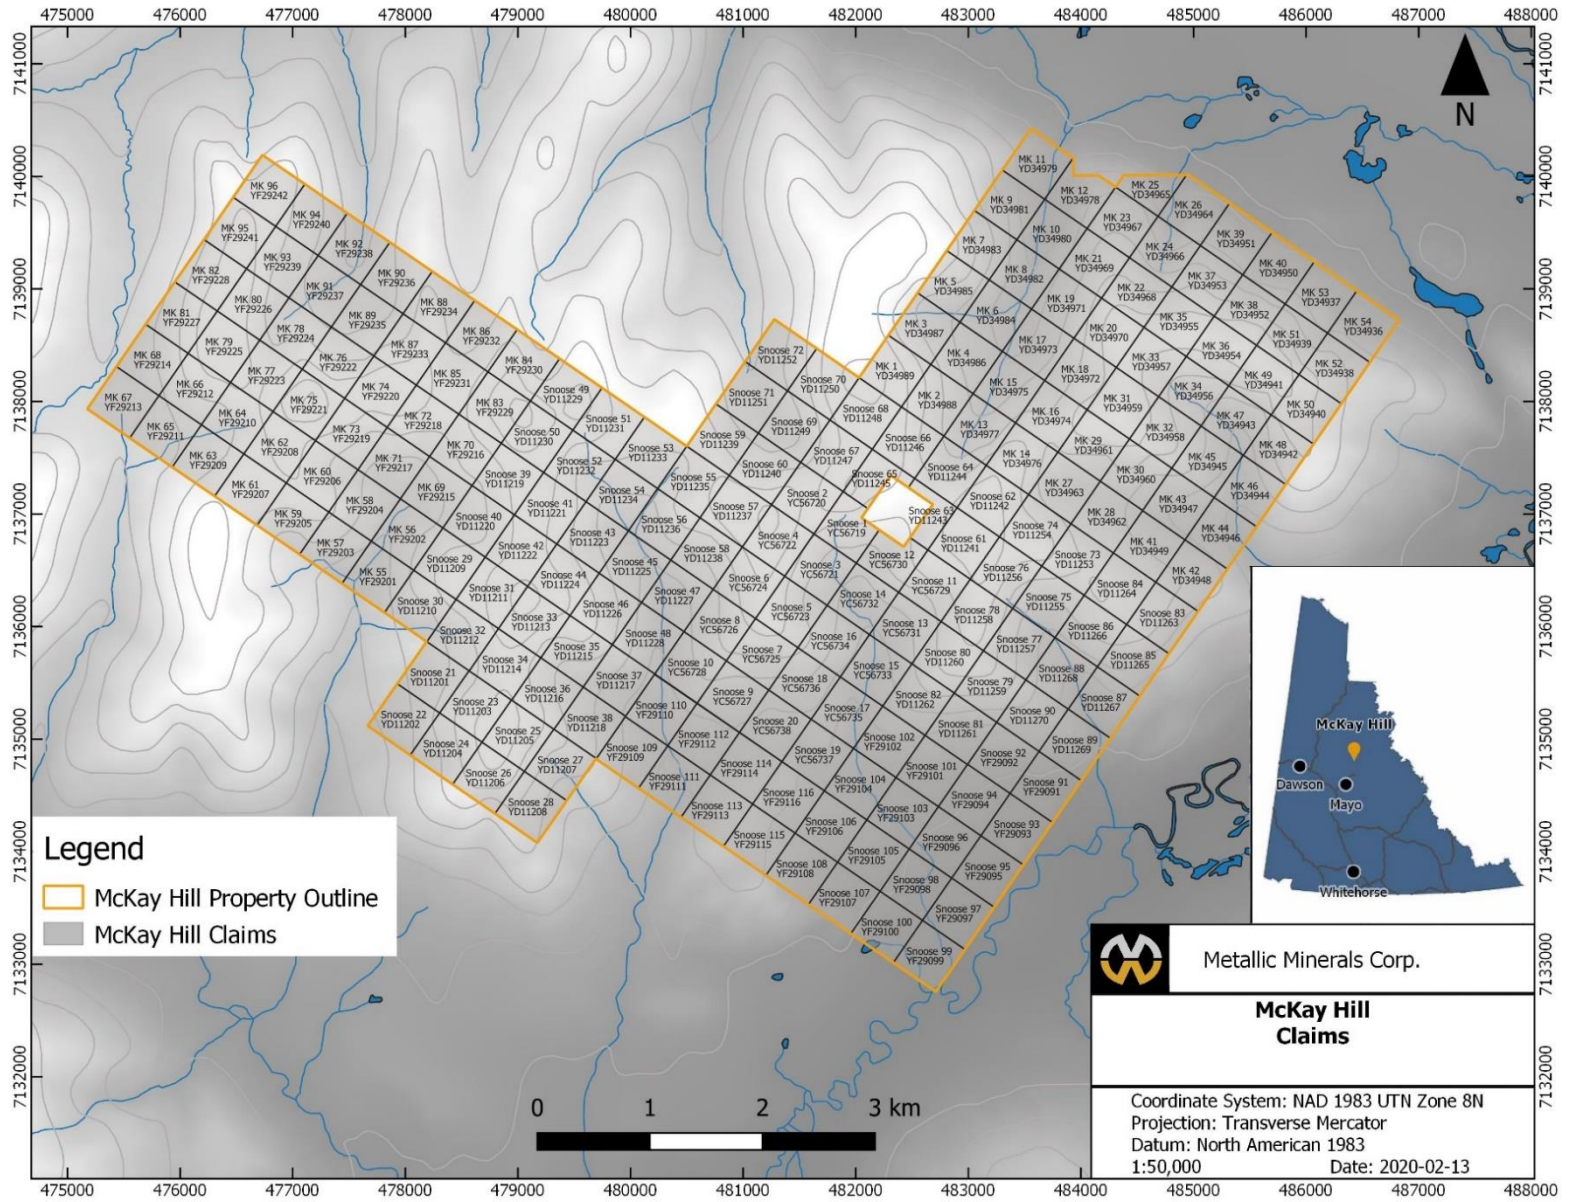 475000 476000 477000 478000 479000 480000 481000 482000 483000 484000 485000 486000 487000 488000
7141000
7140000
7139000
7138000
7137000
7136000
7135000
7134000
7133000
7132000
7141000
7140000
7139000
7138000
7137000
7136000
7135000
7134000
7133000
7132000
N
MK 96
YF29242
MK 94
YF29240
MK 92
YF29238
MK 90
YF29236
MK 88
YF29234
MK 86
YF29232
MK 84
YF29230
Snoose 49
YD11229
Snoose 51
YD11231
Snoose 53
YD11233
MK 95
YF29241
MK 93
YF29239
MK 91
YF29237
MK 89
YF29235
MK 87
YF29233
MK 85
YF29231
MK 83
YF29229
Snoose 50
YD11230
Snoose 52
YD11232
Snoose 54
YD11234
MK 82
YF29228
MK 80
YF29226
MK 78
YF29224
MK 76
YF29222
MK 74
YF29220
MK 72
YF29218
MK 70
YF29216
Snoose 39
YD11219
Snoose 41
YD11221
Snoose 43
YD11223
Snoose 45
YD11225
Snoose 47
YD11227
MK 81
YF29227
MK 79
YF29225
MK 77
YF29223
MK 75
YF29221
MK 73
YF29219
MK 71
YF29217
MK 69
YF29215
Snoose 40
YD11220
Snoose 42
YD11222
Snoose 44
YD11224
Snoose 46
YD11226
Snoose 48
YD11228
MK 68
YF29214
MK 66
YF29212
MK 64
YF29210
MK 62
YF29208
MK 60
YF29206
MK 58
YF29204
MK 56
YF29202
Snoose 29
YD11209
Snoose 31
YD11211
Snoose 33
YD11213
Snoose 35
YD11215
Snoose 37
YD11217
MK 67
YF29213
MK 65
YF29211
MK 63
YF29209
MK 61
YF29207
MK 59
YF29205
MK 57
YF29203
MK 55
YF29201
Snoose 30
YD11210
Snoose 32
YD11212
Snoose 34
YD11214
Snoose 36
YD11216
Snoose 38
YD11218
Snoose 21
YD11201
Snoose 23
YD11203
Snoose 25
YD11205
Snoose 27
YD11207
Snoose 22
YD11202
Snoose 24
YD11204
Snoose 26
YD11206
Snoose 28
YD11208
Snoose 72
YD11252
Snoose 70
YD11250
Snoose 68
YD11248
Snoose 66
YD11246
Snoose 64
YD11244
Snoose 62
YD11242
Snoose 74
YD11254
Snoose 73
YD11253
Snoose 84
YD11264
Snoose 83
YD11263
Snoose 71
YD11251
Snoose 69
YD11249
Snoose 67
YD11247
Snoose 65
YD11245
Snoose 63
YD11243
Snoose 61
YD11241
Snoose 76
YD11256
Snoose 75
YD11255
Snoose 86
YD11266
Snoose 85
YD11265
Snoose 59
YD11239
Snoose 60
YD11240
Snoose 2
YC56720
Snoose 1
YC56719
Snoose 12
YC56730
Snoose 11
YC56729
Snoose 78
YD11258
Snoose 77
YD11257
Snoose 88
YD11268
Snoose 87
YD11267
Snoose 55
YD11235
Snoose 57
YD11237
Snoose 4
YC56722
Snoose 3
YC56721
Snoose 14
YC56732
Snoose 13
YC56731
Snoose 80
YD11260
Snoose 79
YD11259
Snoose 90
YD11270
Snoose 89
YD11269
Snoose 56
YD11236
Snoose 58
YD11238
Snoose 6
YC56724
Snoose 5
YC56723
Snoose 16
YC56734
Snoose 15
YC56733
Snoose 82
YD11262
Snoose 81
YD11261
Snoose 92
YF29092
Snoose 91
YF29091
Snoose 8
YC56726
Snoose 7
YC56725
Snoose 18
YC56736
Snoose 17
YC56735
Snoose 102
YF29102
Snoose 101
YF29101
Snoose 94
YF29094
Snoose 93
YF29093
Snoose 10
YC56728
Snoose 9
YC56727
Snoose 20
YC56738
Snoose 19
YC56737
Snoose 104
YF29104
Snoose 103
YF29103
Snoose 96
YF29096
Snoose 95
YF29095
Snoose 110
YF29110
Snoose 112
YF29112
Snoose 114
YF29114
Snoose 116
YF29116
Snoose 106
YF29106
Snoose 105
YF29105
Snoose 98
YF29098
Snoose 97
YF29097
Snoose 109
YF29109
Snoose 111
YF29111
Snoose 113
YF29113
Snoose 115
YF29115
Snoose 108
YF29108
Snoose 107
YF29107
Snoose 100
YF29100
Snoose 99
YF29099
MK 11
YD34979
MK 12
YD34978
MK 25
YD34965
MK 26
YD34964
MK 39
YD34951
MK 40
YD34950
MK 53
YD34937
MK 54
YD34936
MK 9
YD34981
MK 10
YD34980
MK 23
YD34967
MK 24
YD34966
MK 37
YD34953
MK 38
YD34952
MK 51
YD34939
MK 52
YD34938
MK 7
YD34983
MK 8
YD34982
MK 21
YD34969
MK 22
YD34968
MK 35
YD34955
MK 36
YD34954
MK 49
YD34941
MK 50
YD34940
MK 5
YD34985
MK 6
YD34984
MK 19
YD34971
MK 20
YD34970
MK 33
YD34957
MK 34
YD34956
MK 47
YD34943
MK 48
YD34942
MK 3
YD34987
MK 4
YD34986
MK 17
YD34973
MK 18
YD34972
MK 31
YD34959
MK 32
YD34958
MK 45
YD34945
MK 46
YD34944
MK 1
YD34989
MK 2
YD34988
MK 15
YD34975
MK 16
YD34974
MK 29
YD34961
MK 30
YD34960
MK 43
YD34947
MK 44
YD34946
MK 13
YD34977
MK 14
YD34976
MK 27
YD34963
MK 28
YD34962
MK 41
YD34949
MK 42
YD34948
Legend
McKay Hill Property Outline
McKay Hill Claims
0 1 2 3 km
McKay Hill
Dawson
Mayo
Whitehorse
Metallic Minerals Corp.
McKay Hill
Claims
Coordinate System: NAD 1983 UTN Zone 8N
Projection: Transverse Mercator
Datum: North American 1983
1:50,000 Date: 2020-02-13
475000 476000 477000 478000 479000 480000 481000 482000 483000 484000 485000 486000 487000 488000